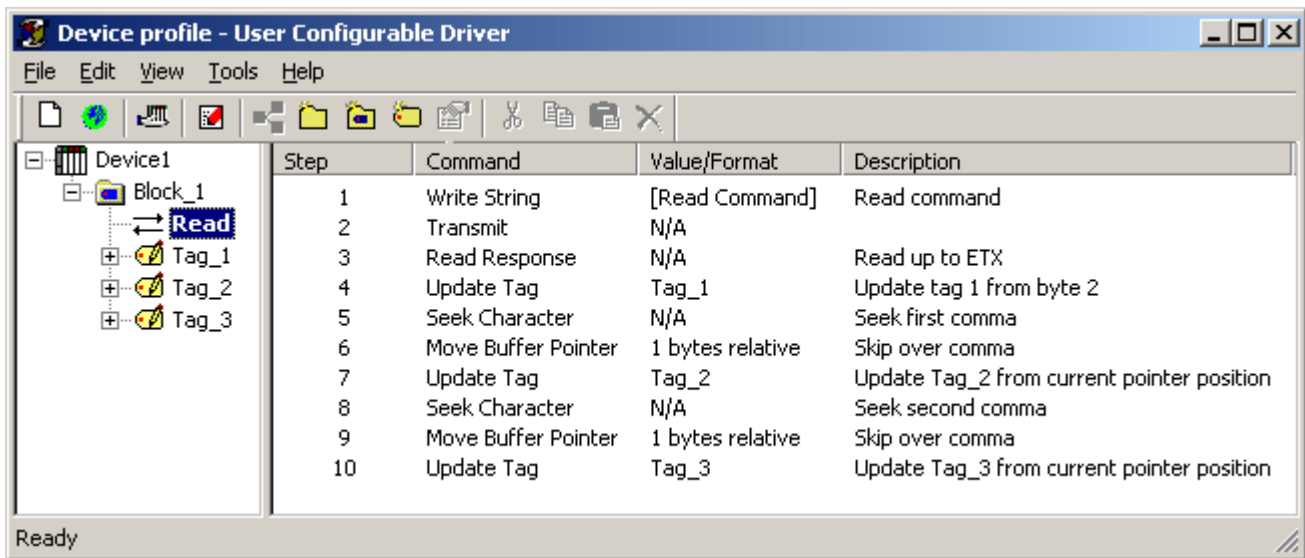 Device profile - User Configurable Driver
File Edit View Tools Help
Device1
Block_1
Read
Tag_1
Tag_2
Tag_3
Step Command Value/Format Description
1 Write String [Read Command] Read command
2 Transmit N/A
3 Read Response N/A Read up to ETX
4 Update Tag Tag_1 Update tag 1 from byte 2
5 Seek Character N/A Seek first comma
6 Move Buffer Pointer 1 bytes relative Skip over comma
7 Update Tag Tag_2 Update Tag_2 from current pointer position
8 Seek Character N/A Seek second comma
9 Move Buffer Pointer 1 bytes relative Skip over comma
10 Update Tag Tag_3 Update Tag_3 from current pointer position
Ready